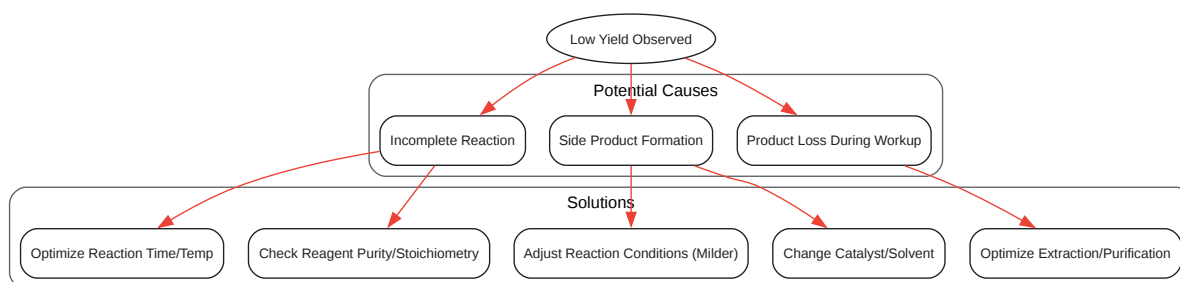 Low Yield Observed
Potential Causes
Incomplete Reaction
Side Product Formation
Product Loss During Workup
Solutions
Optimize Reaction Time/Temp
Check Reagent Purity/Stoichiometry
Adjust Reaction Conditions (Milder)
Change Catalyst/Solvent
Optimize Extraction/Purification